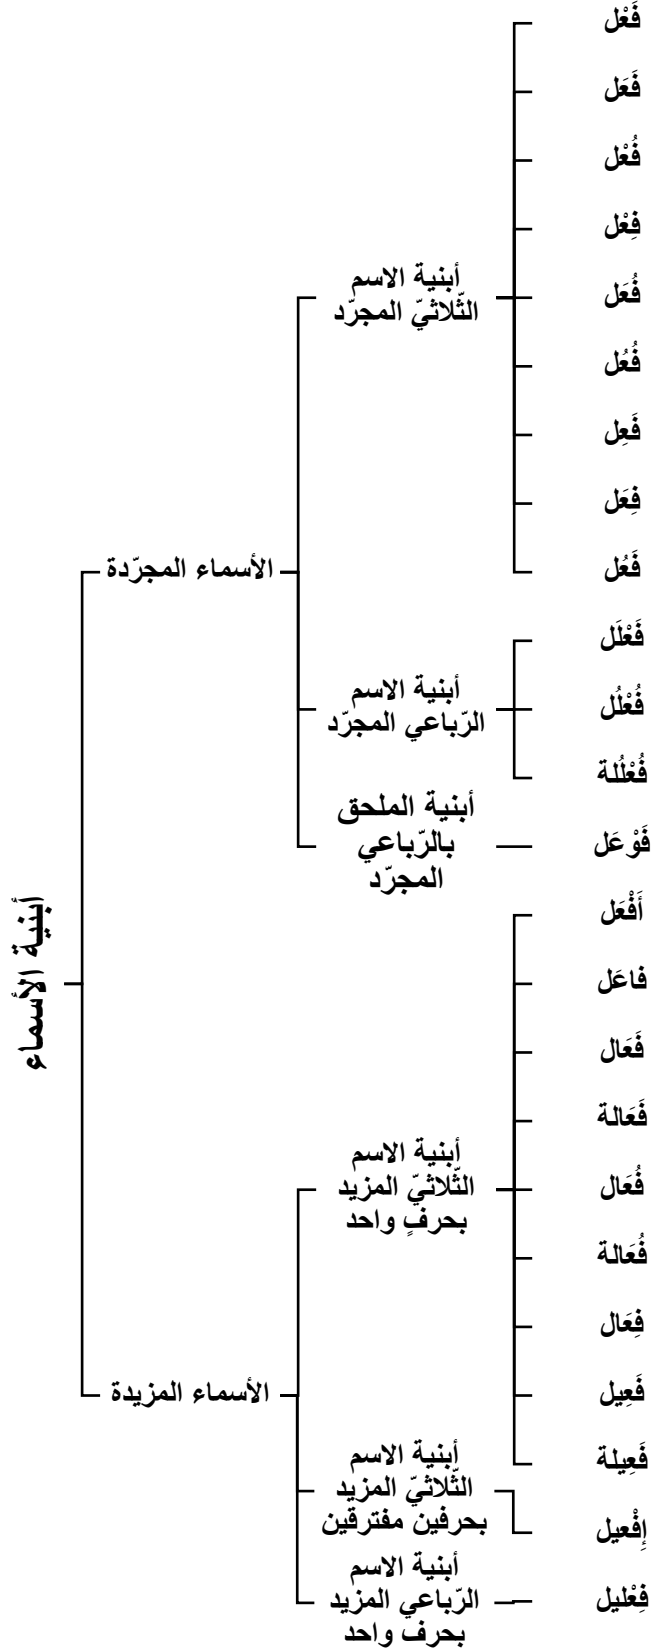 أبنية الأسماء
الأسماء المجرّدة
أبنية الاسم
الثّلاثيّ المجرّد
فَعْل
فَعَل
فُعْل
فِعْل
فُعَل
فُعُل
فَعِل
فِعَل
فَعُل
أبنية الاسم
الرّباعي المجرّد
فَعْلَل
فُعْلُل
فُعْلُلة
أبنية الملحق
بالرّباعي
المجرّد
فَوْعَل
الأسماء المزيدة
أبنية الاسم
الثّلاثيّ المزيد
بحرفٍ واحد
أَفْعَل
فاعَل
فَعَال
فَعَالة
فُعَال
فُعَالة
فِعَال
فَعِيل
فَعِيلة
أبنية الاسم
الثّلاثيّ المزيد
بحرفين مفترقين
إِفْعيل
أبنية الاسم
الرّباعي المزيد
بحرف واحد
فِعْليل